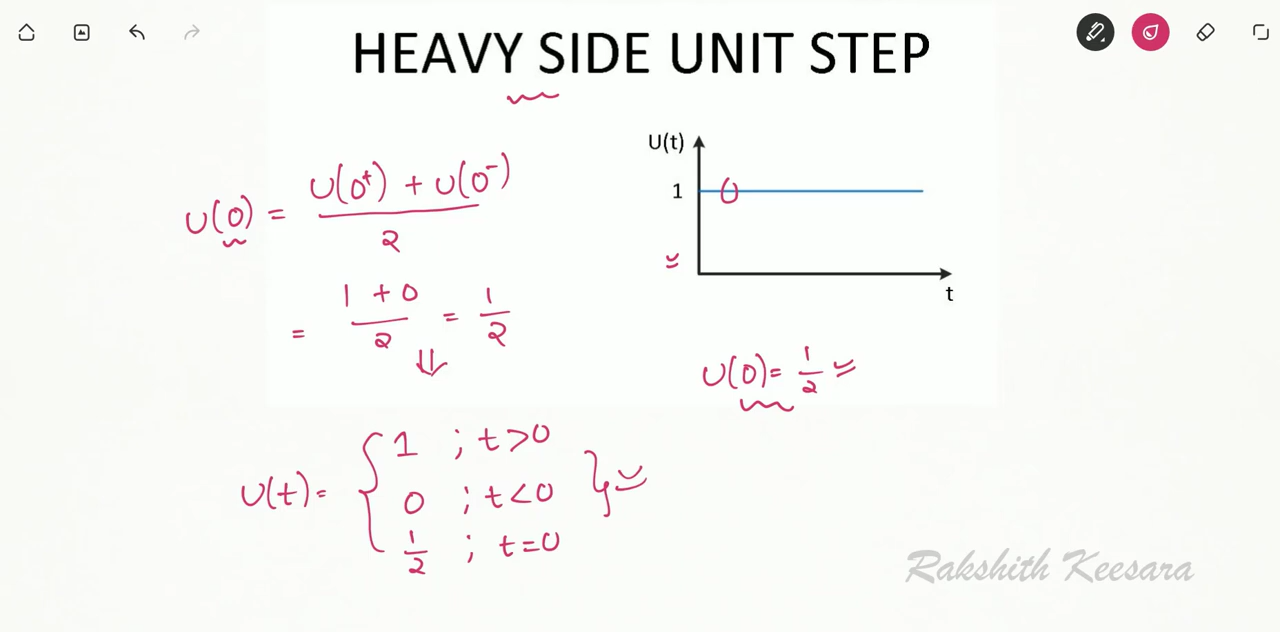 HEAVY SIDE UNIT STEP
U(0) = U(0⁺) + U(0⁻) / 2
= 1 + 0 / 2 = 1/2
⇓
U(t)
1
t
U(0) = 1/2
U(t) = { 1 ; t>0
0 ; t<0
1/2 ; t=0 }
Rakshith Keesara